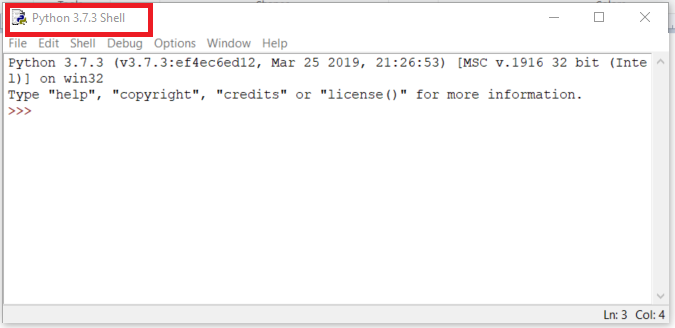 Python 3.7.3 Shell
File Edit Shell Debug Options Window Help
Python 3.7.3 (v3.7.3:ef4ec6ed12, Mar 25 2019, 21:26:53) [MSC v.1916 32 bit (Inte
l)] on win32
Type "help", "copyright", "credits" or "license()" for more information.
>>>
Ln: 3 Col: 4